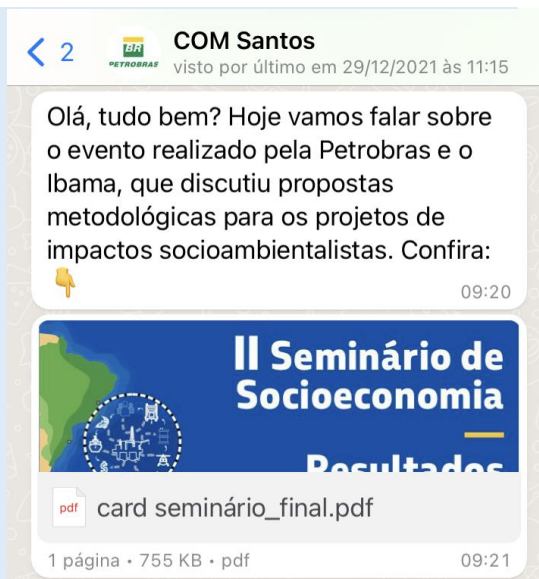 2
BR
PETROBRAS
COM Santos
visto por último em 29/12/2021 às 11:15
Olá, tudo bem? Hoje vamos falar sobre
o evento realizado pela Petrobras e o
Ibama, que discutiu propostas
metodológicas para os projetos de
impactos socioambientalistas. Confira:
09:20
II Seminário de
Socioeconomia
Resultados
pdf
card seminário_final.pdf
1 página • 755 KB • pdf
09:21